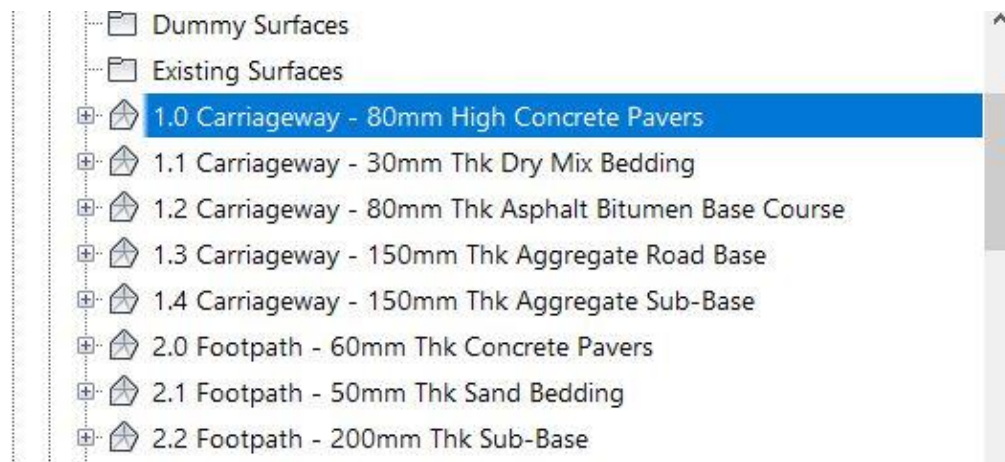 Dummy Surfaces
Existing Surfaces
1.0 Carriageway - 80mm High Concrete Pavers
1.1 Carriageway - 30mm Thk Dry Mix Bedding
1.2 Carriageway - 80mm Thk Asphalt Bitumen Base Course
1.3 Carriageway - 150mm Thk Aggregate Road Base
1.4 Carriageway - 150mm Thk Aggregate Sub-Base
2.0 Footpath - 60mm Thk Concrete Pavers
2.1 Footpath - 50mm Thk Sand Bedding
2.2 Footpath - 200mm Thk Sub-Base